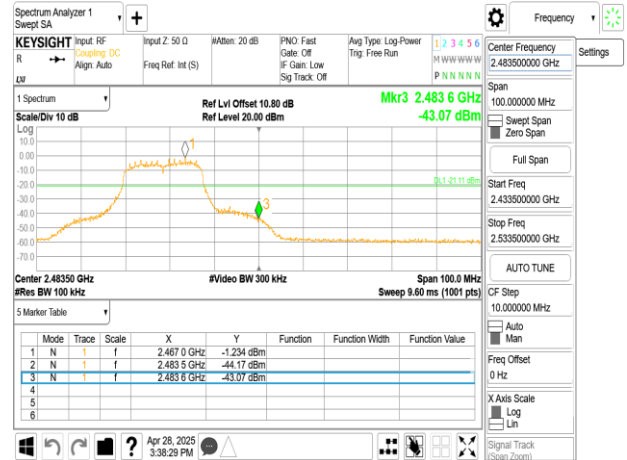 Spectrum Analyzer 1
Swept SA
Frequency
KEYSIGHT
R
Input: RF
Coupling: DC
Align: Auto
Input Z: 50 Ω
Freq Ref: Int (S)
#Atten: 20 dB
PNO: Fast
Gate: Off
IF Gain: Low
Sig Track: Off
Avg Type: Log-Power
Trig: Free Run
1 2 3 4 5 6
M W W W W W
P N N N N N
1 Spectrum
Scale/Div 10 dB
Ref Lvl Offset 10.80 dB
Ref Level 20.00 dBm
Mkr3 2.483 6 GHz
-43.07 dBm
Log
10.0
0.00
-10.0
-20.0
-30.0
-40.0
-50.0
-60.0
-70.0
1
3
DL1 -21.11 dBm
Center 2.48350 GHz
#Res BW 100 kHz
#Video BW 300 kHz
Span 100.0 MHz
Sweep 9.60 ms (1001 pts)
5 Marker Table
Mode Trace Scale X Y Function Function Width Function Value
1 N 1 f 2.467 0 GHz -1.234 dBm
2 N 1 f 2.483 5 GHz -44.17 dBm
3 N 1 f 2.483 6 GHz -43.07 dBm
4
5
6
Apr 28, 2025
3:38:29 PM
Center Frequency
2.483500000 GHz
Settings
Span
100.000000 MHz
Swept Span
Zero Span
Full Span
Start Freq
2.433500000 GHz
Stop Freq
2.533500000 GHz
AUTO TUNE
CF Step
10.000000 MHz
Auto
Man
Freq Offset
0 Hz
X Axis Scale
Log
Lin
Signal Track
(Span Zoom)